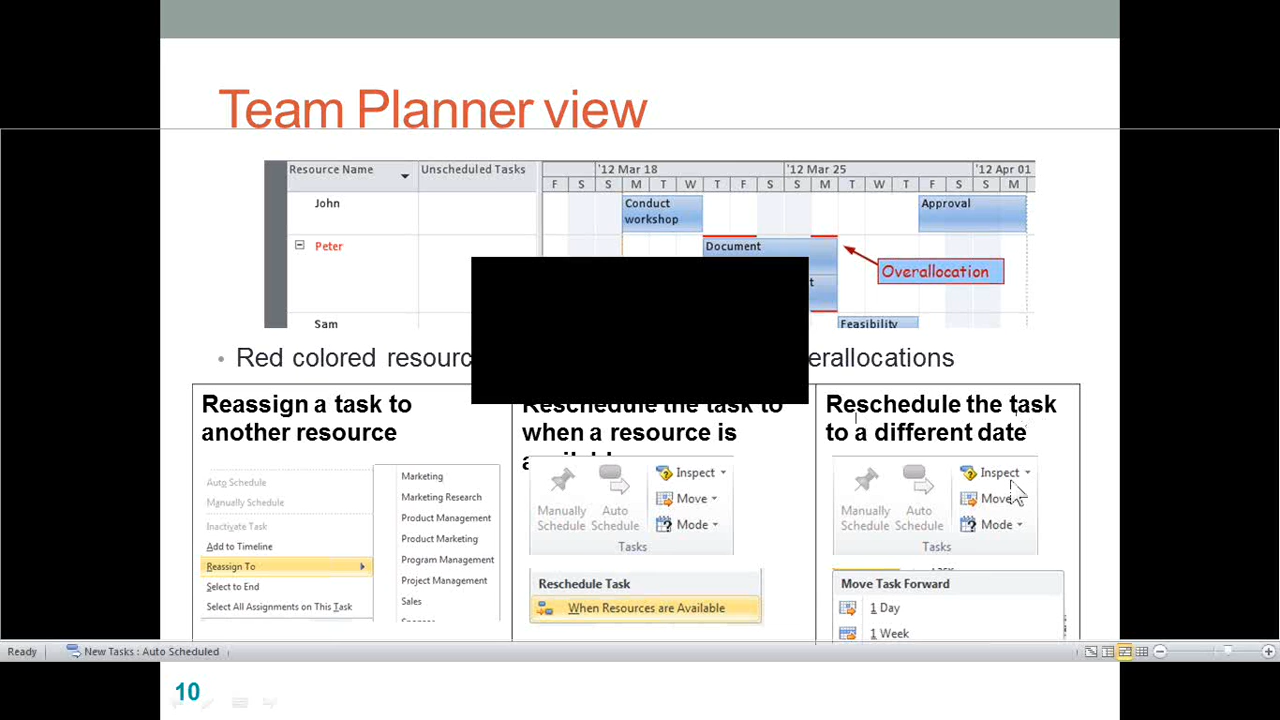 Team Planner view
Resource Name
Unscheduled Tasks
'12 Mar 18
'12 Mar 25
'12 Apr 01
F S S M T W T F S S M T W T F S S M
John
Conduct
workshop
Approval
Peter
Document
Overallocation
t
Sam
Feasibility
• Red colored resourc
erallocations
Reassign a task to
another resource
Reschedule the task to
when a resource is
Reschedule the task
to a different date
Auto Schedule
Manually Schedule
Inactivate Task
Add to Timeline
Reassign To
Select to End
Select All Assignments on This Task
Marketing
Marketing Research
Product Management
Product Marketing
Program Management
Project Management
Sales
Manually
Schedule
Auto
Schedule
Inspect
Move
Mode
Tasks
Reschedule Task
When Resources are Available
Manually
Schedule
Auto
Schedule
Inspect
Move
Mode
Tasks
Move Task Forward
1 Day
1 Week
Ready
New Tasks : Auto Scheduled
10